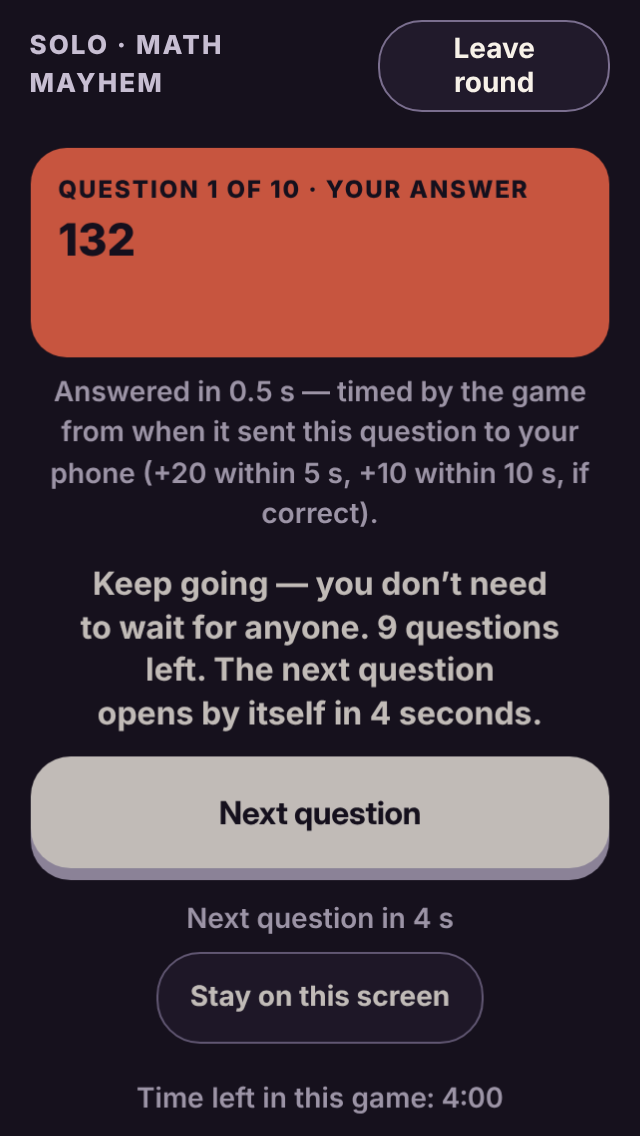 SOLO · MATH
MAYHEM
Leave
round
QUESTION 1 OF 10 · YOUR ANSWER
132
Answered in 0.5 s — timed by the game
from when it sent this question to your
phone (+20 within 5 s, +10 within 10 s, if
correct).
Keep going — you don’t need
to wait for anyone. 9 questions
left. The next question
opens by itself in 4 seconds.
Next question
Next question in 4 s
Stay on this screen
Time left in this game: 4:00